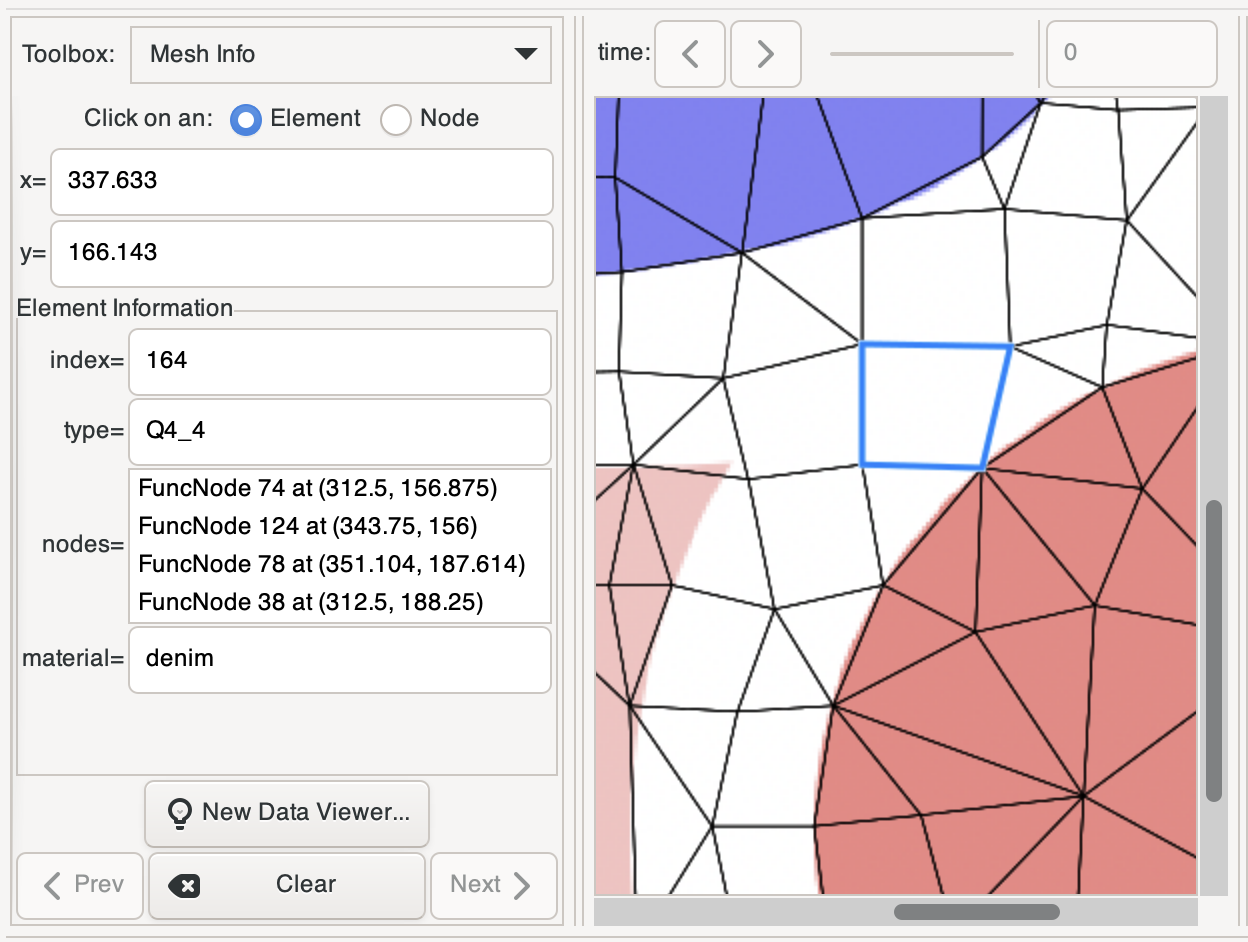 Toolbox: Mesh Info
Click on an: Element Node
x= 337.633
y= 166.143
Element Information
index= 164
type= Q4_4
nodes= FuncNode 74 at (312.5, 156.875)
FuncNode 124 at (343.75, 156)
FuncNode 78 at (351.104, 187.614)
FuncNode 38 at (312.5, 188.25)
material= denim
New Data Viewer...
Prev Clear Next
time: 0